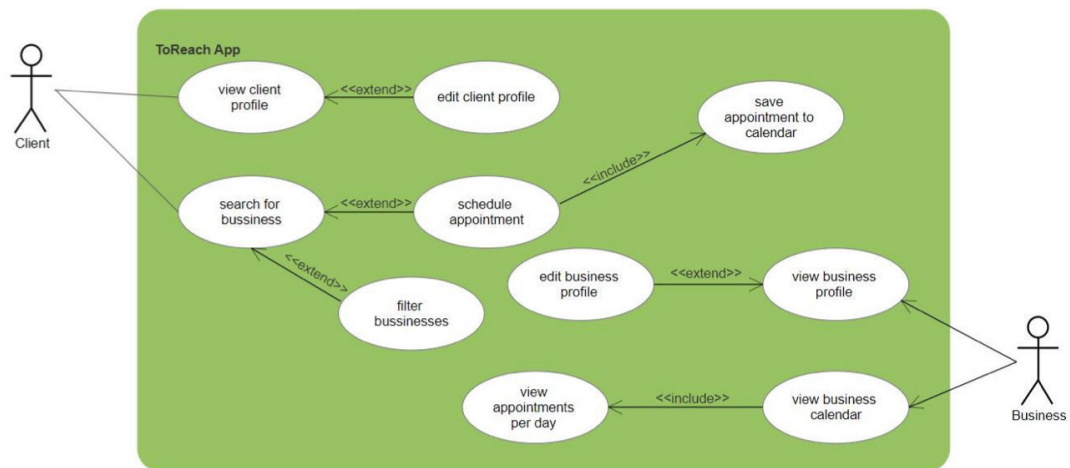 ToReach App
view client
profile
<<extend>>
edit client profile
save
appointment to
calendar
Client
<<include>>
search for
bussiness
<<extend>>
schedule
appointment
<<extend>>
filter
bussinesses
edit business
profile
<<extend>>
view business
profile
view
appointments
per day
<<include>>
view business
calendar
Business